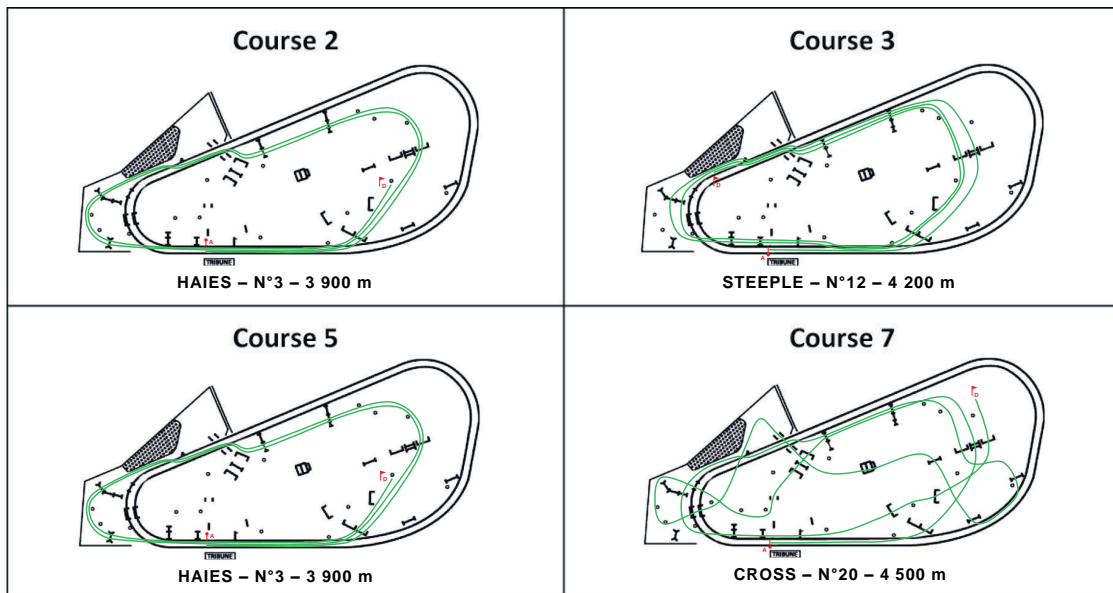 Course 2
D
A
TRIBUNE
HAIES – N°3 – 3 900 m
Course 3
D
A
TRIBUNE
STEEPLE – N°12 – 4 200 m
Course 5
D
A
TRIBUNE
HAIES – N°3 – 3 900 m
Course 7
D
A
TRIBUNE
CROSS – N°20 – 4 500 m